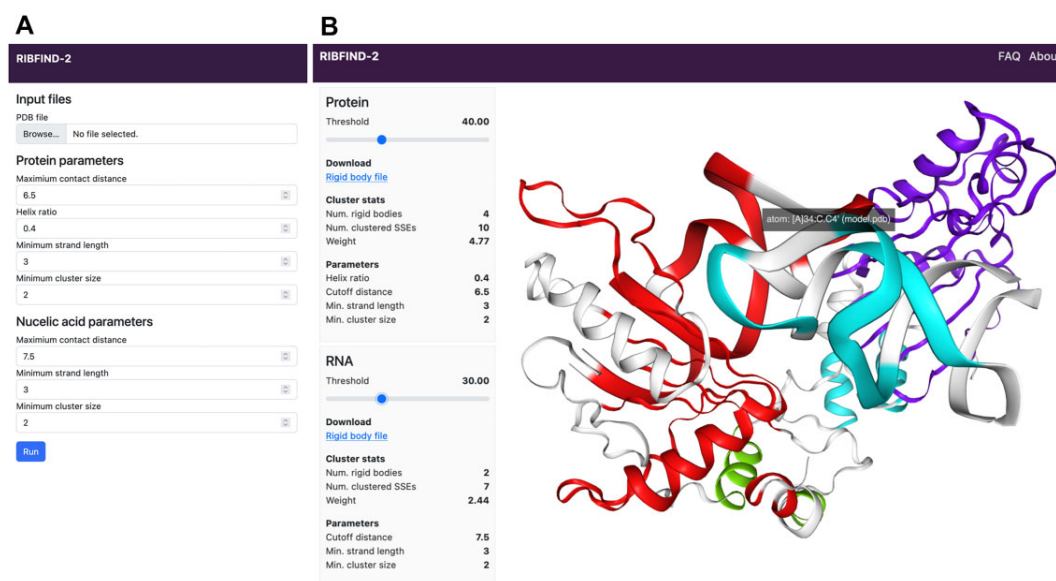 A
B
RIBFIND-2
Input files
PDB file
Browse... No file selected.
Protein parameters
Maximium contact distance
6.5
Helix ratio
0.4
Minimum strand length
3
Minimum cluster size
2
Nucelic acid parameters
Maximium contact distance
7.5
Minimum strand length
3
Minimum cluster size
2
Run
RIBFIND-2
FAQ Abou
Protein
Threshold 40.00
Download
Rigid body file
Cluster stats
Num. rigid bodies 4
Num. clustered SSEs 10
Weight 4.77
Parameters
Helix ratio 0.4
Cutoff distance 6.5
Min. strand length 3
Min. cluster size 2
RNA
Threshold 30.00
Download
Rigid body file
Cluster stats
Num. rigid bodies 2
Num. clustered SSEs 7
Weight 2.44
Parameters
Cutoff distance 7.5
Min. strand length 3
Min. cluster size 2
atom: [A]34:C.C4' (model.pdb)